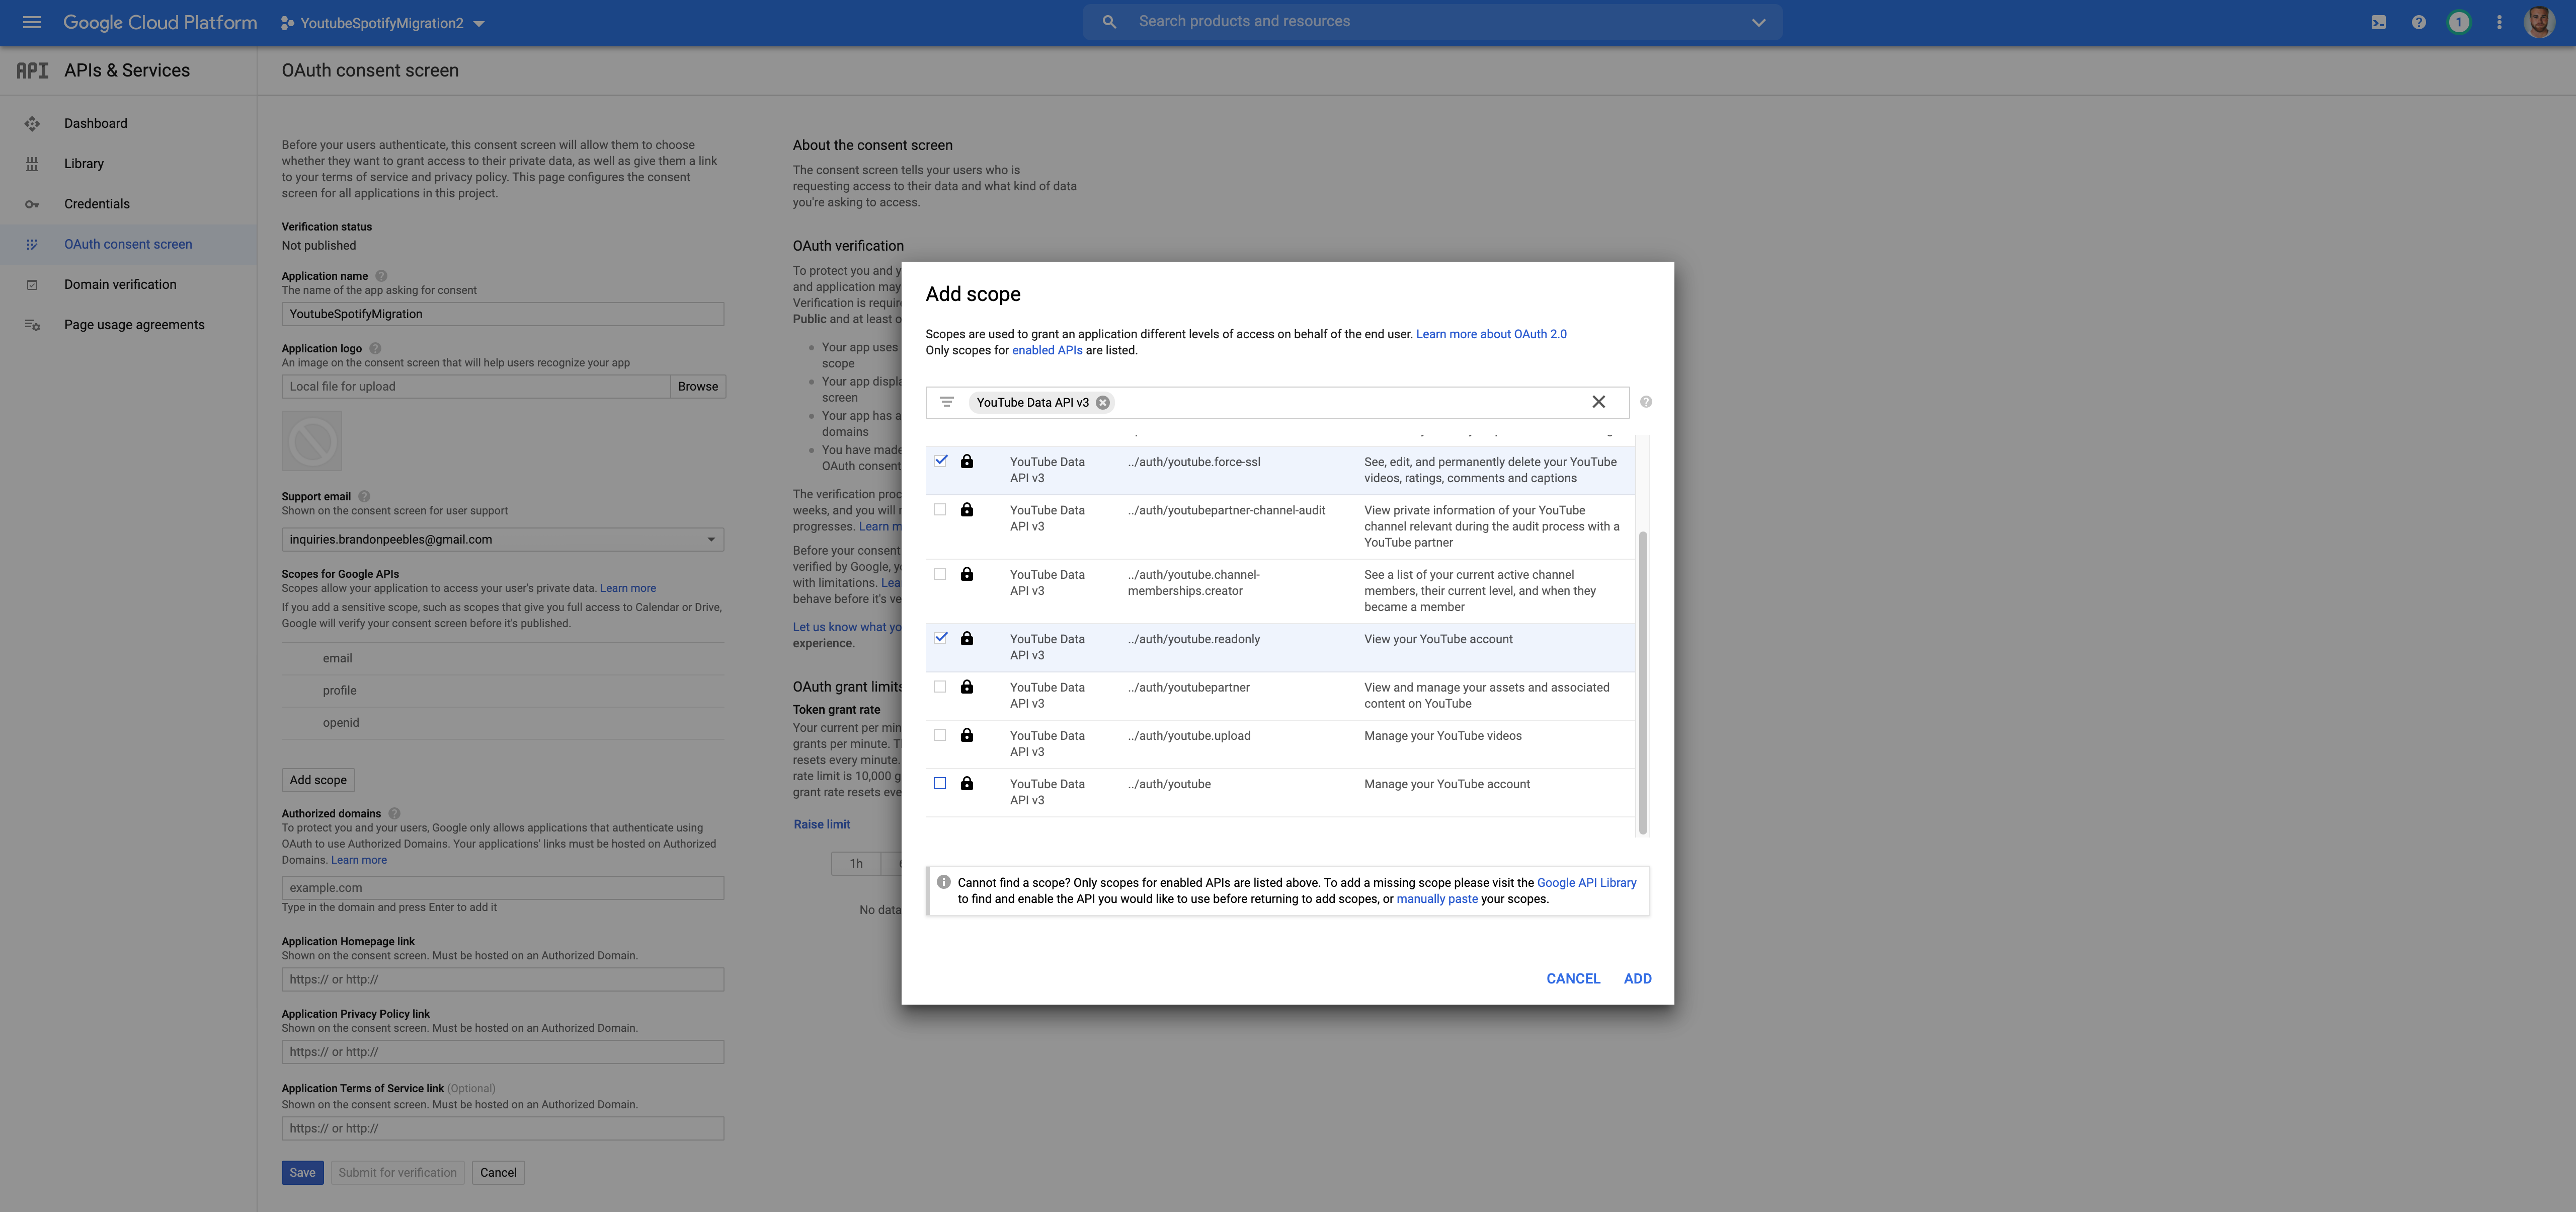 Google Cloud Platform
YoutubeSpotifyMigration2
Search products and resources
1
API
APIs & Services
OAuth consent screen
Dashboard
Library
Credentials
OAuth consent screen
Domain verification
Page usage agreements
Before your users authenticate, this consent screen will allow them to choose
whether they want to grant access to their private data, as well as give them a link
to your terms of service and privacy policy. This page configures the consent
screen for all applications in this project.
Verification status
Not published
Application name
The name of the app asking for consent
YoutubeSpotifyMigration
Application logo
An image on the consent screen that will help users recognize your app
Local file for upload
Browse
Support email
Shown on the consent screen for user support
inquiries.brandonpeebles@gmail.com
Scopes for Google APIs
Scopes allow your application to access your user's private data. Learn more
If you add a sensitive scope, such as scopes that give you full access to Calendar or Drive,
Google will verify your consent screen before it's published.
email
profile
openid
Add scope
Authorized domains
To protect you and your users, Google only allows applications that authenticate using
OAuth to use Authorized Domains. Your applications' links must be hosted on Authorized
Domains. Learn more
example.com
Type in the domain and press Enter to add it
Application Homepage link
Shown on the consent screen. Must be hosted on an Authorized Domain.
https:// or http://
Application Privacy Policy link
Shown on the consent screen. Must be hosted on an Authorized Domain.
https:// or http://
Application Terms of Service link (Optional)
Shown on the consent screen. Must be hosted on an Authorized Domain.
https:// or http://
Save
Submit for verification
Cancel
About the consent screen
The consent screen tells your users who is
requesting access to their data and what kind of data
you're asking to access.
OAuth verification
To protect you and y
and application may
Verification is requir
Public and at least o
Your app uses
scope
Your app displa
screen
Your app has a
domains
You have made
OAuth consent
The verification proc
weeks, and you will r
progresses. Learn m
Before your consent
verified by Google, y
with limitations. Lea
behave before it's ve
Let us know what yo
experience.
OAuth grant limits
Token grant rate
Your current per min
grants per minute. T
resets every minute.
rate limit is 10,000 g
grant rate resets eve
Raise limit
1h
No data
Add scope
Scopes are used to grant an application different levels of access on behalf of the end user. Learn more about OAuth 2.0
Only scopes for enabled APIs are listed.
YouTube Data API v3
YouTube Data
API v3
../auth/youtube.force-ssl
See, edit, and permanently delete your YouTube
videos, ratings, comments and captions
YouTube Data
API v3
../auth/youtubepartner-channel-audit
View private information of your YouTube
channel relevant during the audit process with a
YouTube partner
YouTube Data
API v3
../auth/youtube.channel-
memberships.creator
See a list of your current active channel
members, their current level, and when they
became a member
YouTube Data
API v3
../auth/youtube.readonly
View your YouTube account
YouTube Data
API v3
../auth/youtubepartner
View and manage your assets and associated
content on YouTube
YouTube Data
API v3
../auth/youtube.upload
Manage your YouTube videos
YouTube Data
API v3
../auth/youtube
Manage your YouTube account
Cannot find a scope? Only scopes for enabled APIs are listed above. To add a missing scope please visit the Google API Library
to find and enable the API you would like to use before returning to add scopes, or manually paste your scopes.
CANCEL
ADD